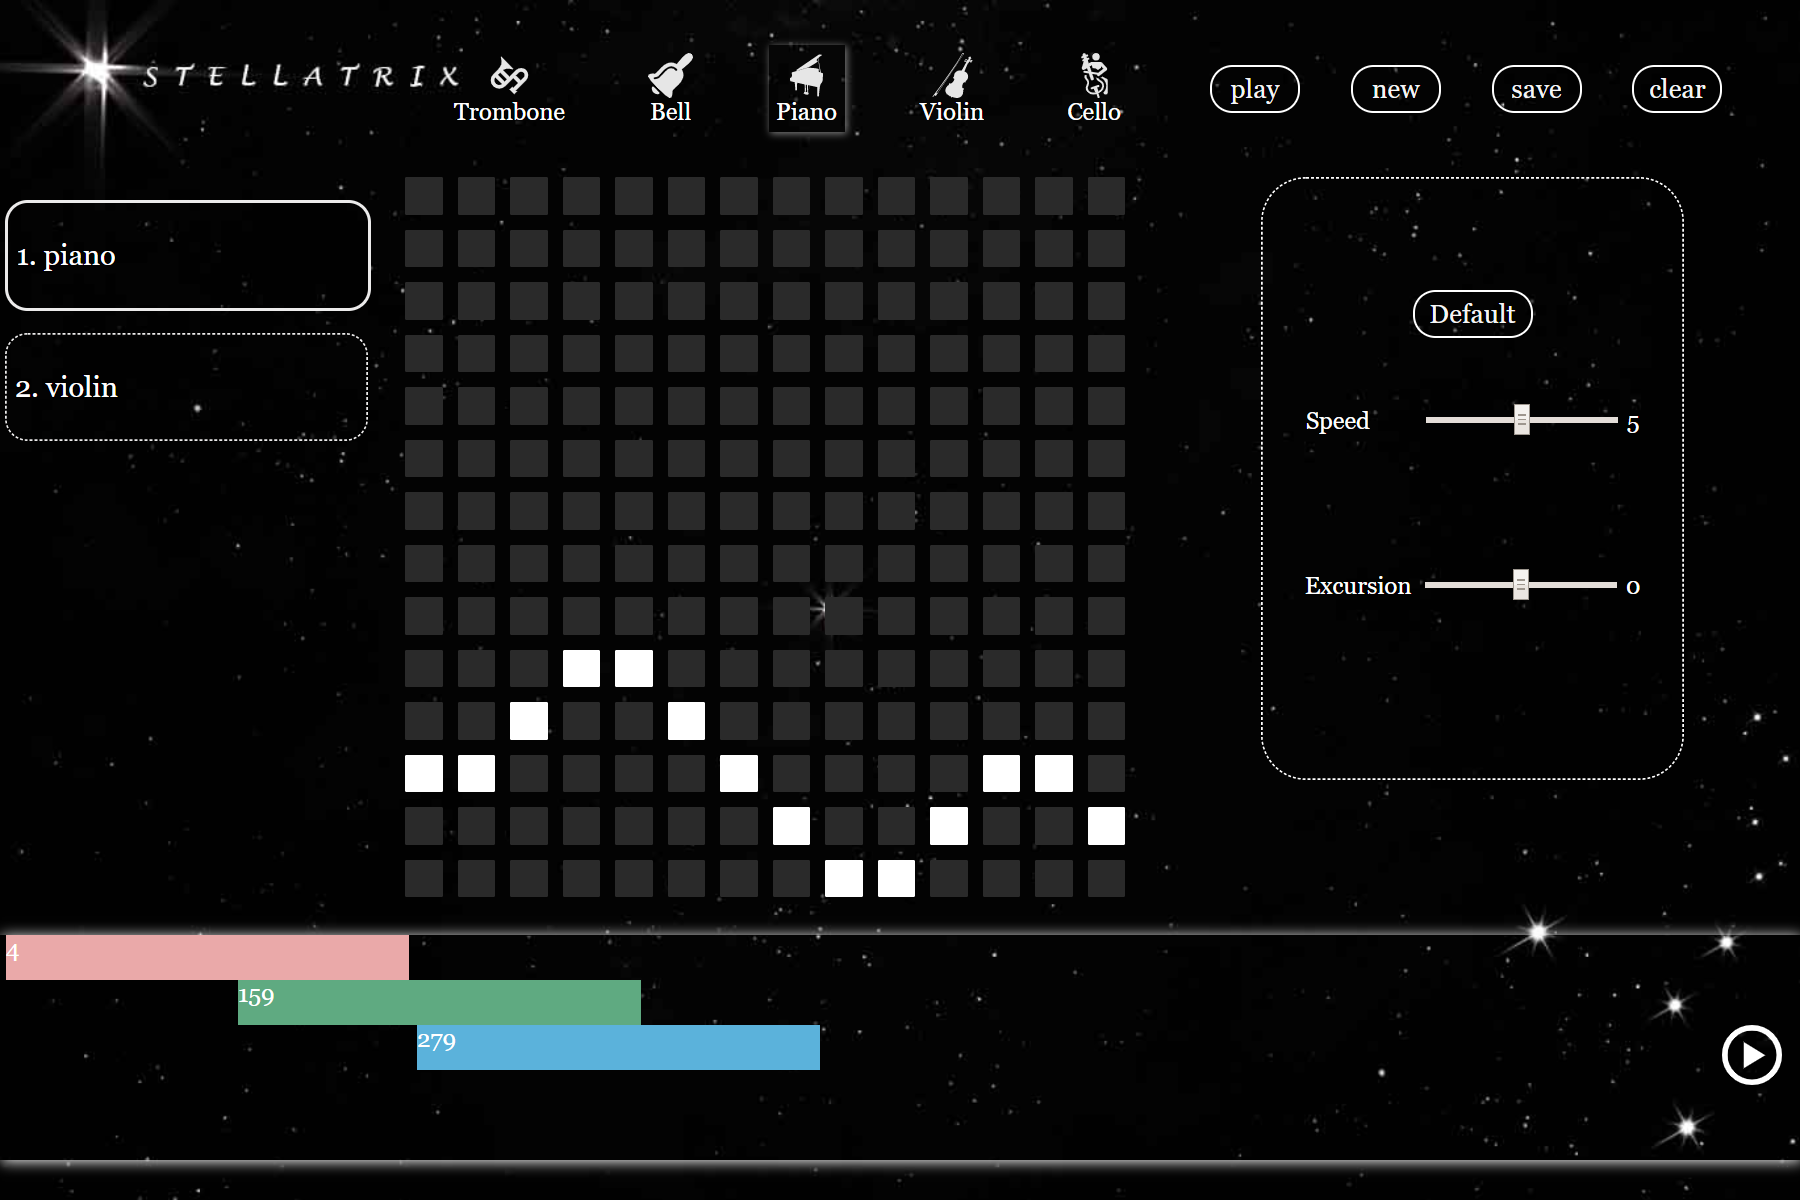 STELLATRIX
Trombone
Bell
Piano
Violin
Cello
play
new
save
clear
1. piano
2. violin
Default
Speed
5
Excursion
0
4
159
279